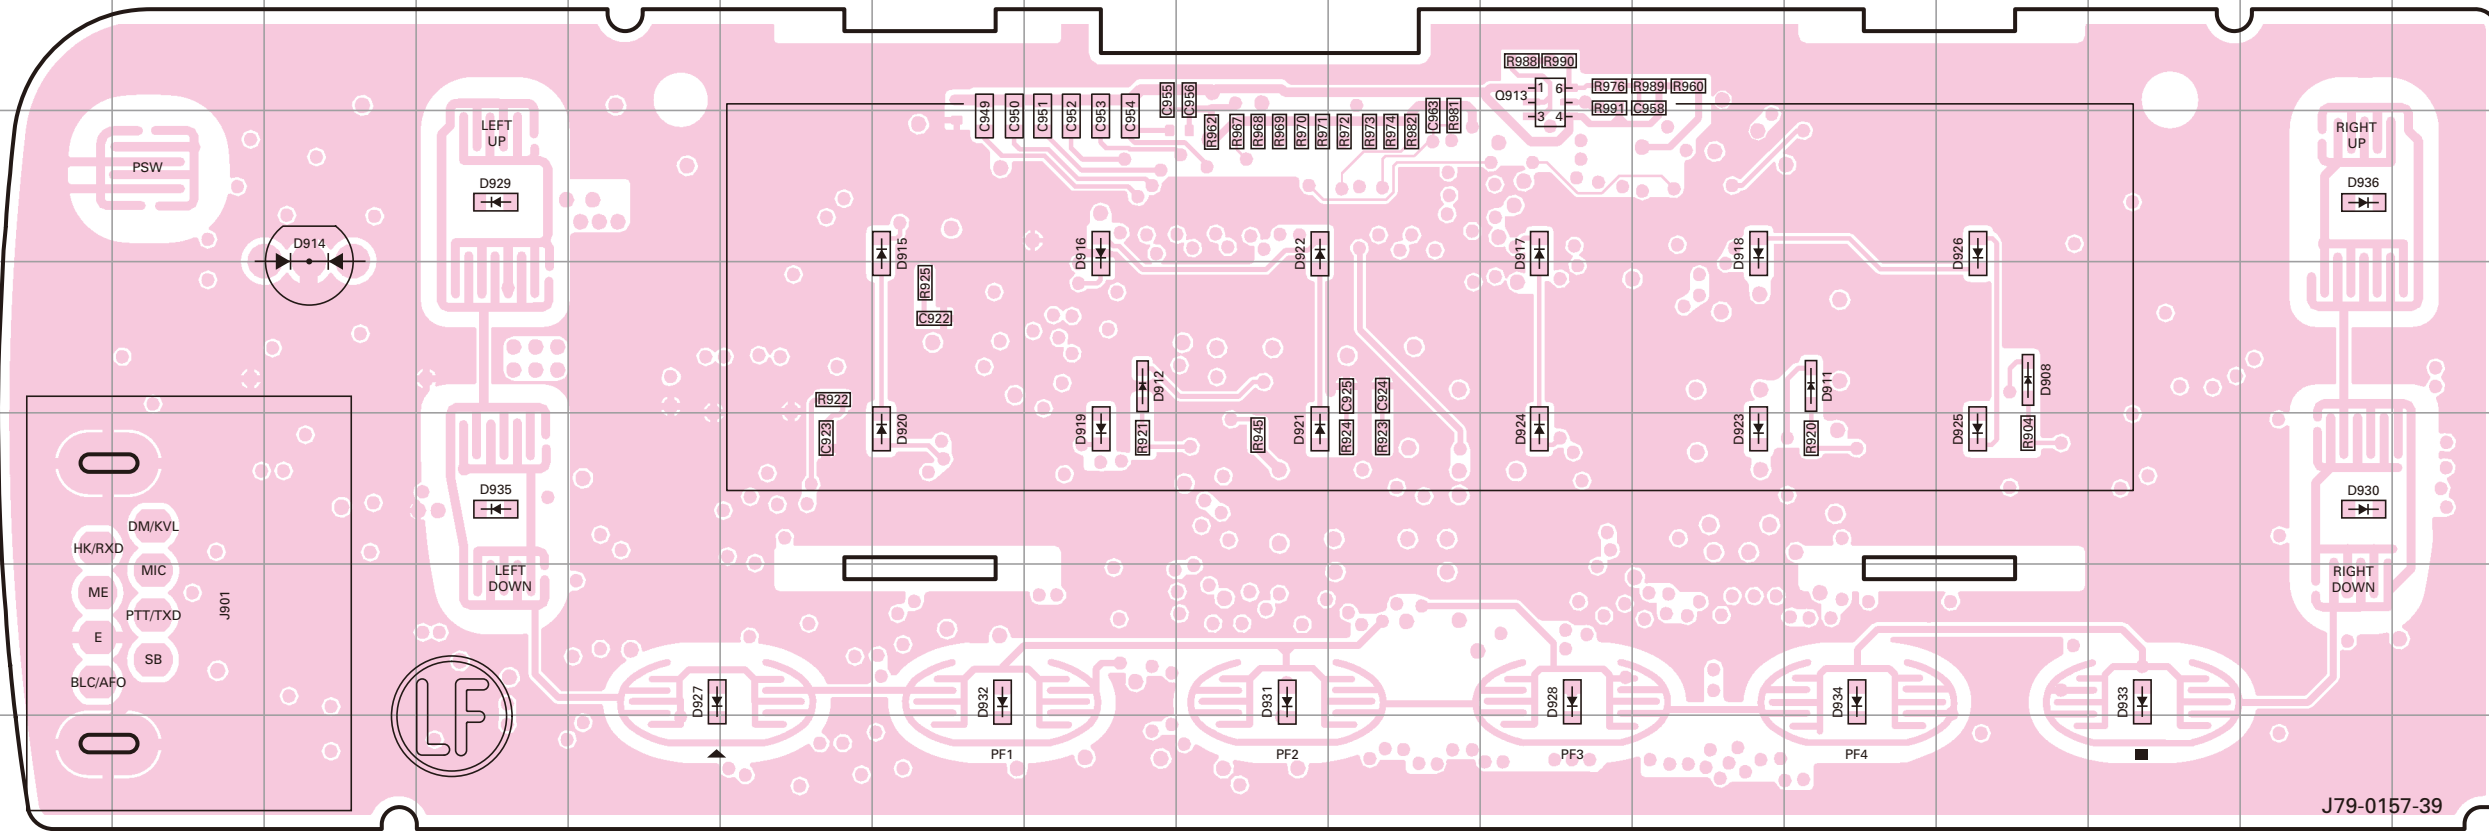 R988 R990
Q913
1 6
3 4
R976 R989 R960
R991 C958
C949 C950 C951 C952 C953 C954
C955 C956
R962 R967 R968 R969 R970 R971 R972 R973 R974 R982
C963 R981
PSW
LEFT
UP
D929
D914
RIGHT
UP
D936
D915
D916
D922
D917
D918
D926
R925
C922
D912
D911
D908
R922
C923
D920
D919
R921
R945
D921
C925
C924
R924
R923
D924
D923
R920
D925
R904
D935
D930
DM/KVL
HK/RXD
MIC
ME
PTT/TXD
E
SB
BLC/AFO
J901
LEFT
DOWN
RIGHT
DOWN
LF
D927
D932
D931
D928
D934
D933
▲
PF1
PF2
PF3
PF4
■
J79-0157-39